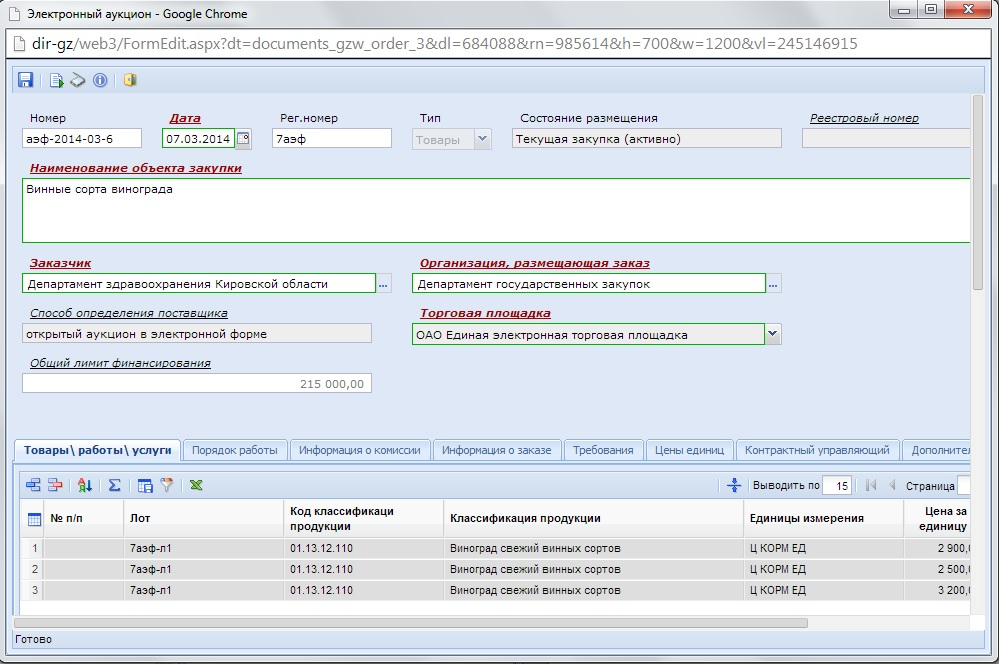 Электронный аукцион - Google Chrome
dir-gz/web3/FormEdit.aspx?dt=documents_gzw_order_3&dl=684088&rn=985614&h=700&w=1200&vl=245146915
Номер Дата Рег.номер Тип Состояние размещения Реестровый номер
аэф-2014-03-6 07.03.2014 7аэф Товары Текущая закупка (активно)
Наименование объекта закупки
Винные сорта винограда
Заказчик Организация, размещающая заказ
Департамент здравоохранения Кировской области ... Департамент государственных закупок ...
Способ определения поставщика Торговая площадка
открытый аукцион в электронной форме ОАО Единая электронная торговая площадка
Общий лимит финансирования
215 000,00
Товары\ работы\ услуги Порядок работы Информация о комиссии Информация о заказе Требования Цены единиц Контрактный управляющий Дополнител
Выводить по 15 Страница
№ п/п Лот Код классификаци продукции Классификация продукции Единицы измерения Цена за единицу
1 7аэф-л1 01.13.12.110 Виноград свежий винных сортов Ц КОРМ ЕД 2 900,
2 7аэф-л1 01.13.12.110 Виноград свежий винных сортов Ц КОРМ ЕД 2 500,
3 7аэф-л1 01.13.12.110 Виноград свежий винных сортов Ц КОРМ ЕД 3 200,
Готово